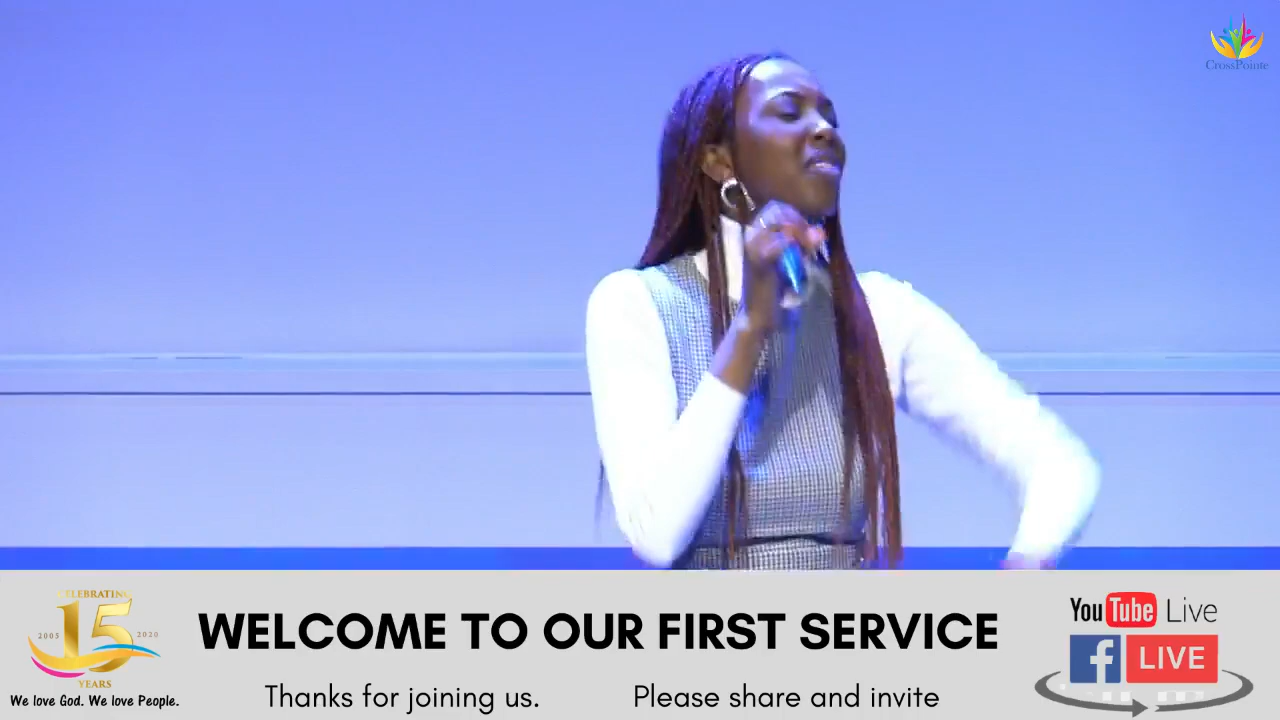 CrossPointe
CELEBRATING
15
2005 2020
YEARS
We love God. We love People.
WELCOME TO OUR FIRST SERVICE
Thanks for joining us. Please share and invite
YouTube Live
f LIVE